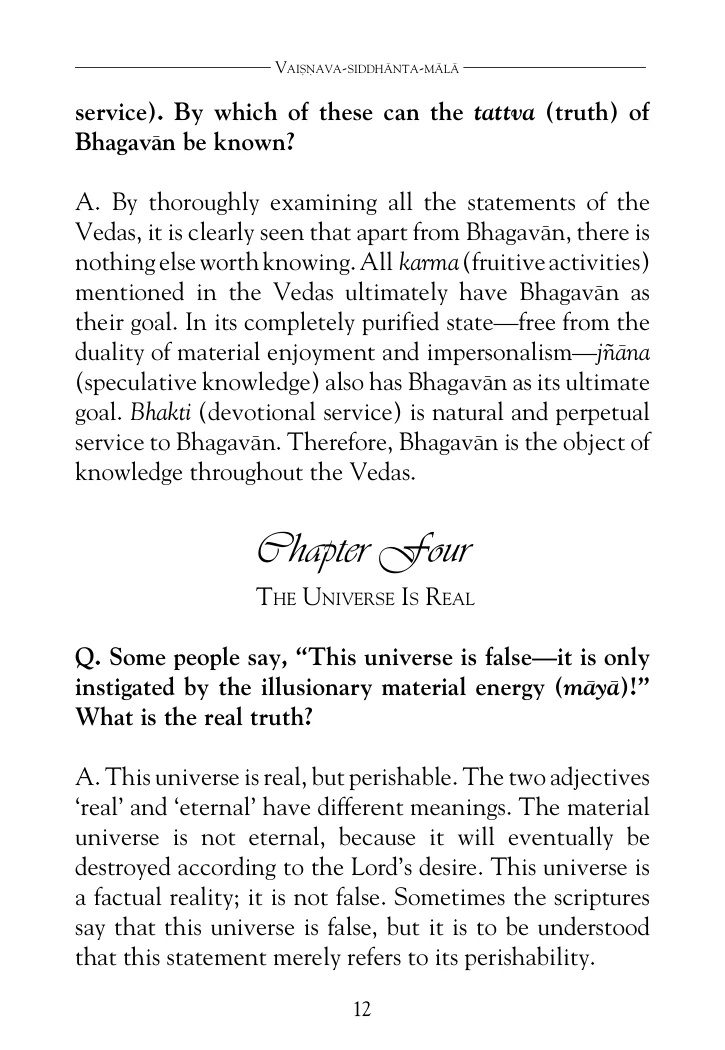 Vaiṣṇava-siddhānta-mālā
service). By which of these can the tattva (truth) of
Bhagavān be known?
A. By thoroughly examining all the statements of the
Vedas, it is clearly seen that apart from Bhagavān, there is
nothing else worth knowing. All karma (fruitive activities)
mentioned in the Vedas ultimately have Bhagavān as
their goal. In its completely purified state—free from the
duality of material enjoyment and impersonalism—jñāna
(speculative knowledge) also has Bhagavān as its ultimate
goal. Bhakti (devotional service) is natural and perpetual
service to Bhagavān. Therefore, Bhagavān is the object of
knowledge throughout the Vedas.
Chapter Four
The Universe Is Real
Q. Some people say, “This universe is false—it is only
instigated by the illusionary material energy (māyā)!”
What is the real truth?
A. This universe is real, but perishable. The two adjectives
‘real’ and ‘eternal’ have different meanings. The material
universe is not eternal, because it will eventually be
destroyed according to the Lord’s desire. This universe is
a factual reality; it is not false. Sometimes the scriptures
say that this universe is false, but it is to be understood
that this statement merely refers to its perishability.
12